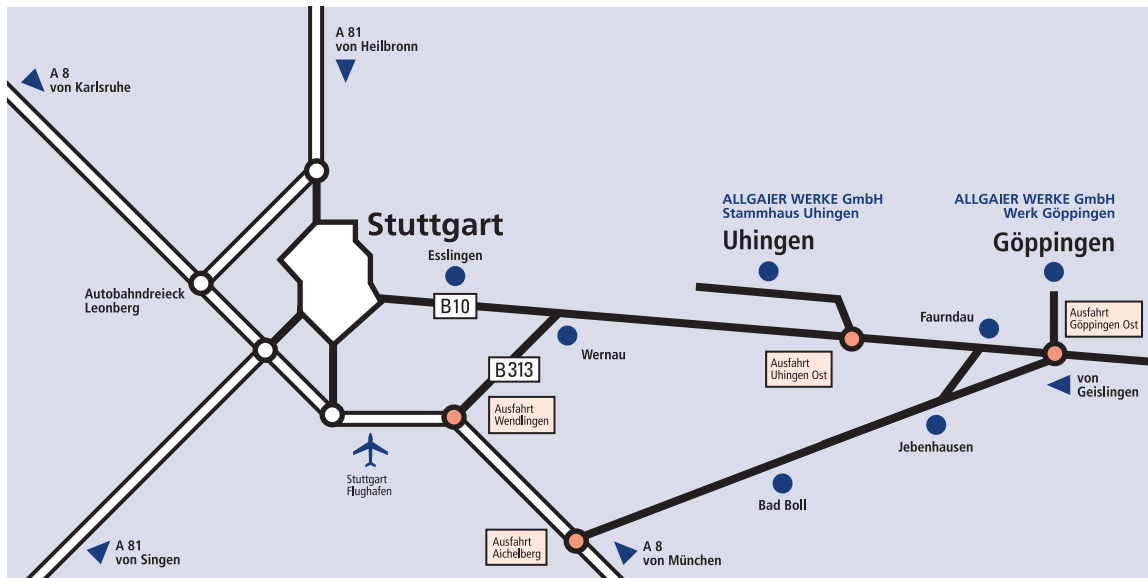 A 81
von Heilbronn
A 8
von Karlsruhe
ALLGAIER WERKE GmbH
Stammhaus Uhingen
Uhingen
ALLGAIER WERKE GmbH
Werk Göppingen
Göppingen
Stuttgart
Esslingen
Autobahndreieck
Leonberg
B10
Ausfahrt
Göppingen Ost
Faurndau
Wernau
Ausfahrt
Uhingen Ost
B313
von
Geislingen
Ausfahrt
Wendlingen
Jebenhausen
Stuttgart
Flughafen
Bad Boll
A 81
von Singen
Ausfahrt
Aichelberg
A 8
von München